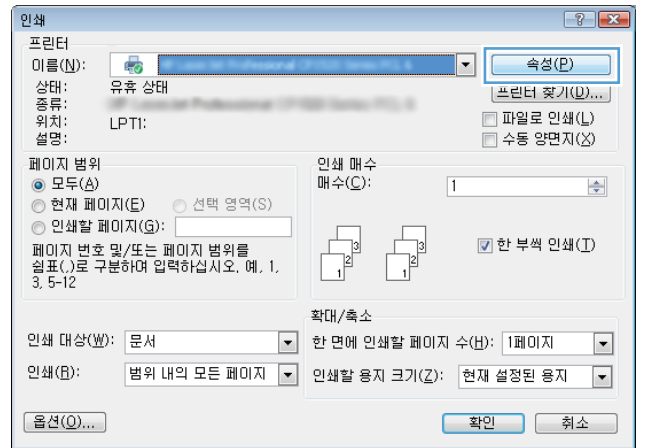 인쇄
프린터
이름(N):
속성(P)
상태: 유휴 상태
프린터 찾기(D)...
종류:
위치: LPT1:
파일로 인쇄(L)
설명:
수동 양면지(X)
페이지 범위
모두(A)
현재 페이지(E) 선택 영역(S)
인쇄할 페이지(G):
페이지 번호 및/또는 페이지 범위를
쉼표(,)로 구분하여 입력하십시오. 예, 1,
3, 5-12
인쇄 매수
매수(C): 1
1 2 3 1 2 3
한 부씩 인쇄(T)
인쇄 대상(W): 문서
인쇄(R): 범위 내의 모든 페이지
확대/축소
한 면에 인쇄할 페이지 수(H): 1페이지
인쇄할 용지 크기(Z): 현재 설정된 용지
옵션(O)...
확인 취소